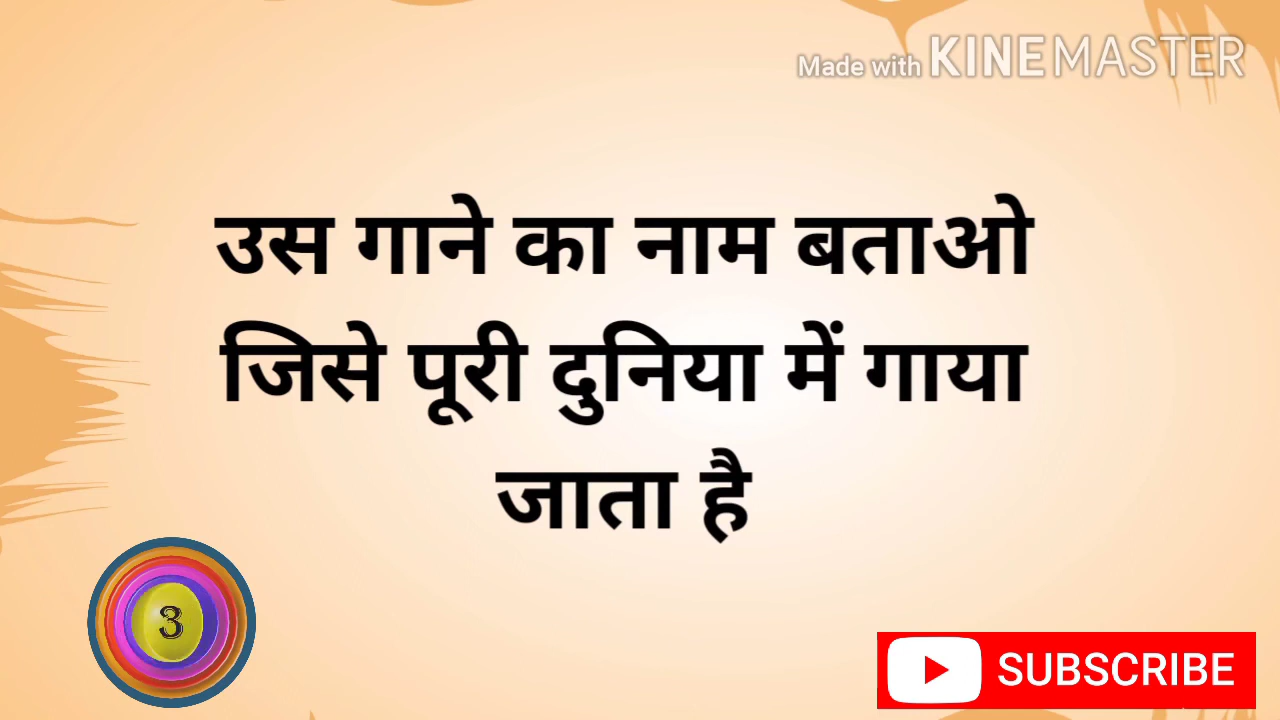 Made with KINEMASTER
उस गाने का नाम बताओ
जिसे पूरी दुनिया में गाया
जाता है
3
SUBSCRIBE